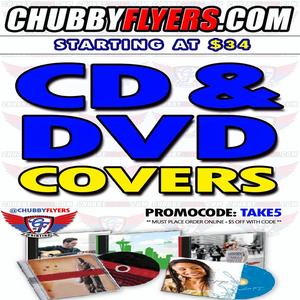 CHUBBYFLYERS.COM
STARTING AT $34
CD &
DVD
COVERS
@CHUBBYFLYERS
PROMOCODE: TAKE5
** MUST PLACE ORDER ONLINE - $5 OFF WITH CODE **